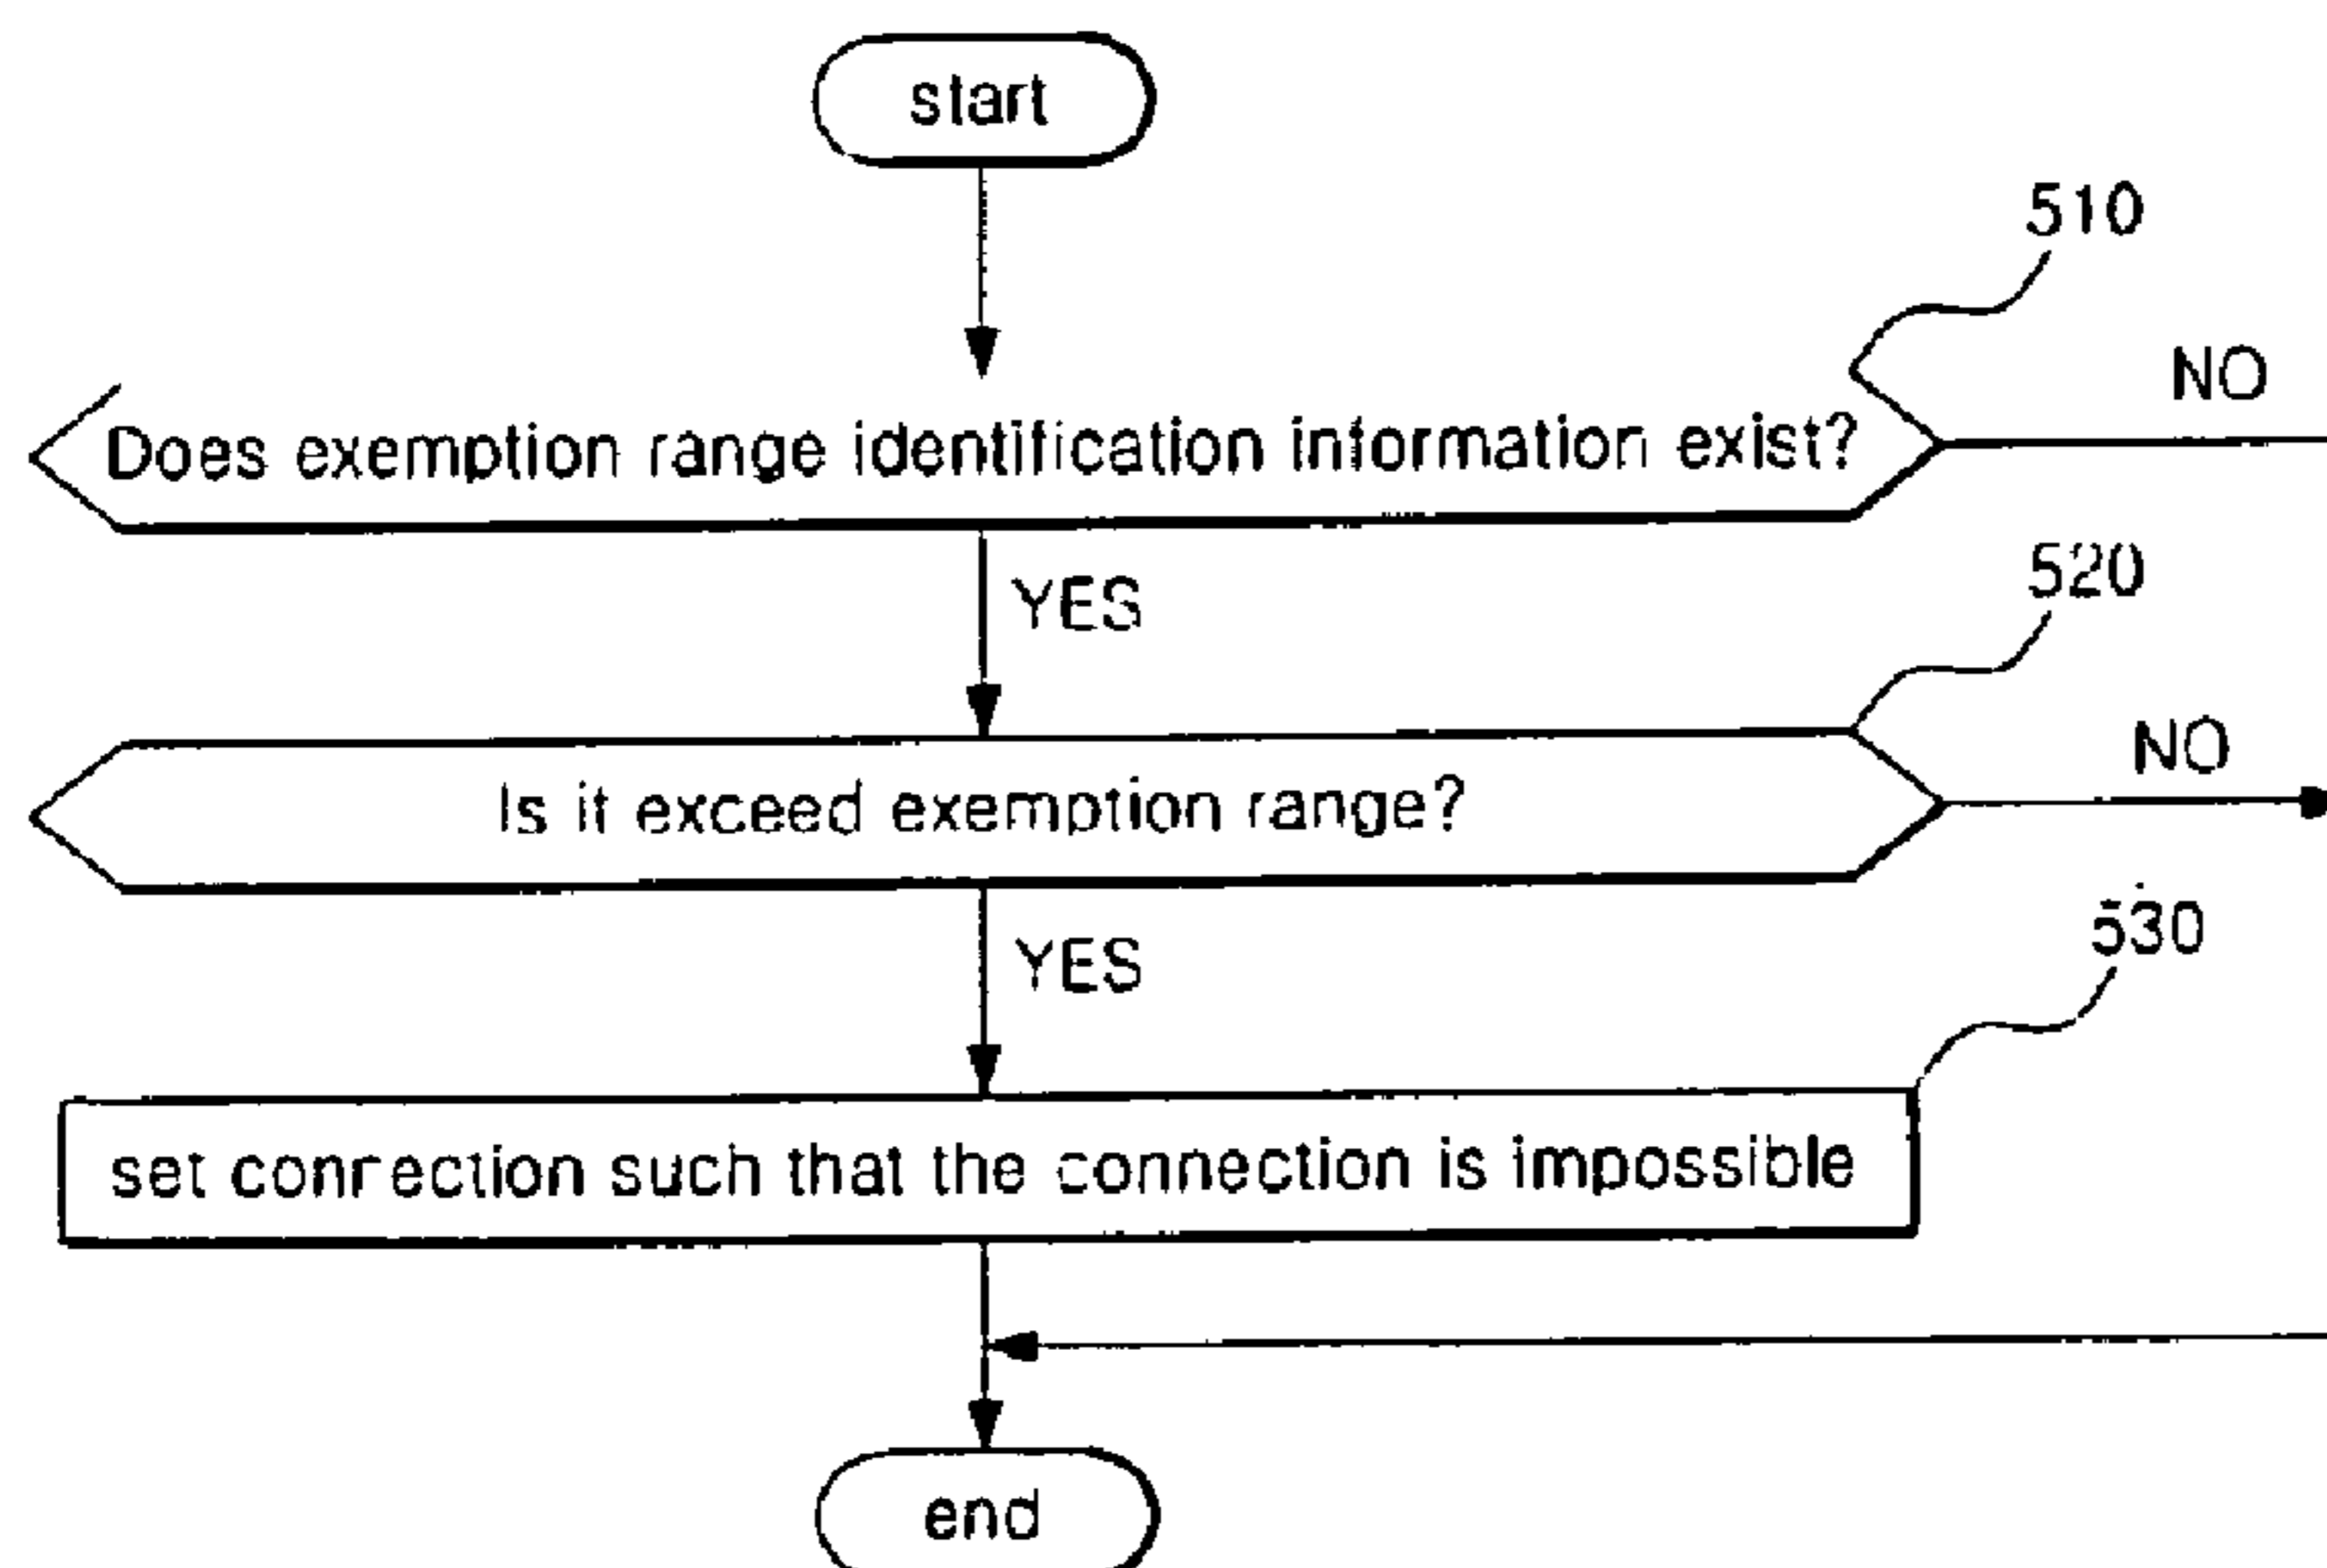 start
510
NO
Does exemption range identification information exist?
YES
520
NO
Is it exceed exemption range?
YES
530
set connection such that the connection is impossible
end